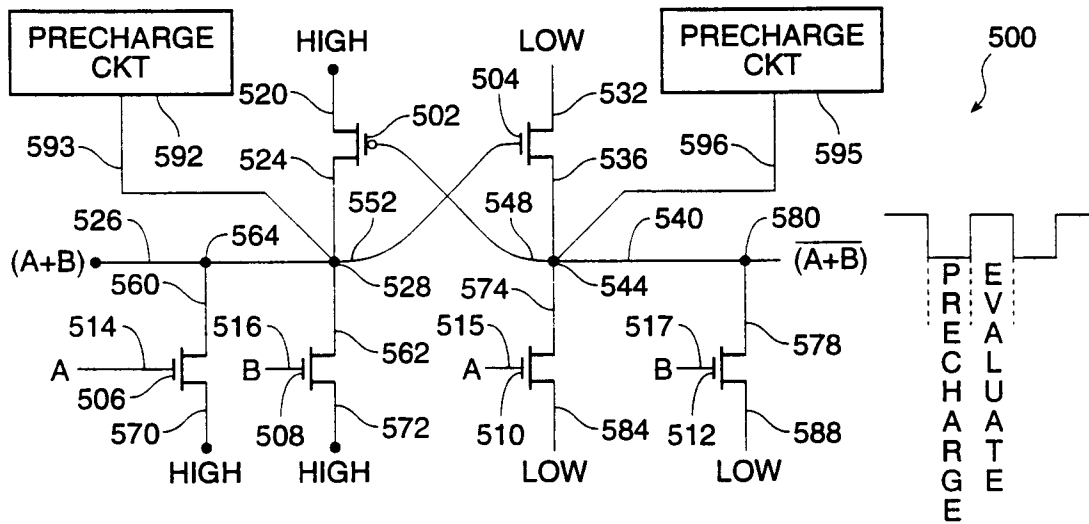 PRECHARGE
CKT
HIGH
LOW
PRECHARGE
CKT
500
520
504
532
502
593
592
524
536
596
595
526
564
552
548
540
580
(A+B)
(A+B)
560
528
574
544
514
516
562
515
517
578
A
B
A
B
506
570
508
572
510
584
512
588
HIGH
HIGH
LOW
LOW
PRECHARGE
EVALUATE